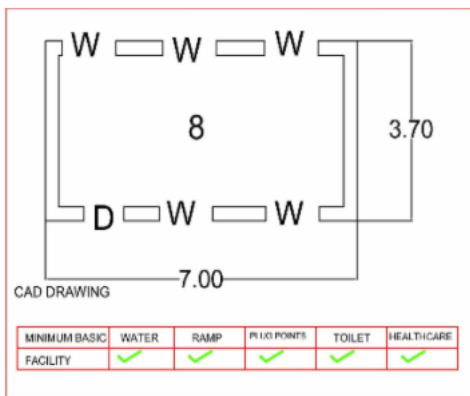 W W W
8
3.70
D W W
7.00
CAD DRAWING
MINIMUM BASIC WATER RAMP PLUG POINTS TOILET HEALTHCARE
FACILITY